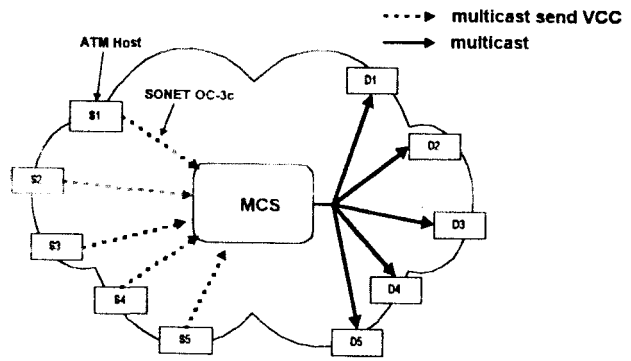 multicast send VCC
multicast
ATM Host
SONET OC-3c
S1
S2
S3
S4
S5
MCS
D1
D2
D3
D4
D5